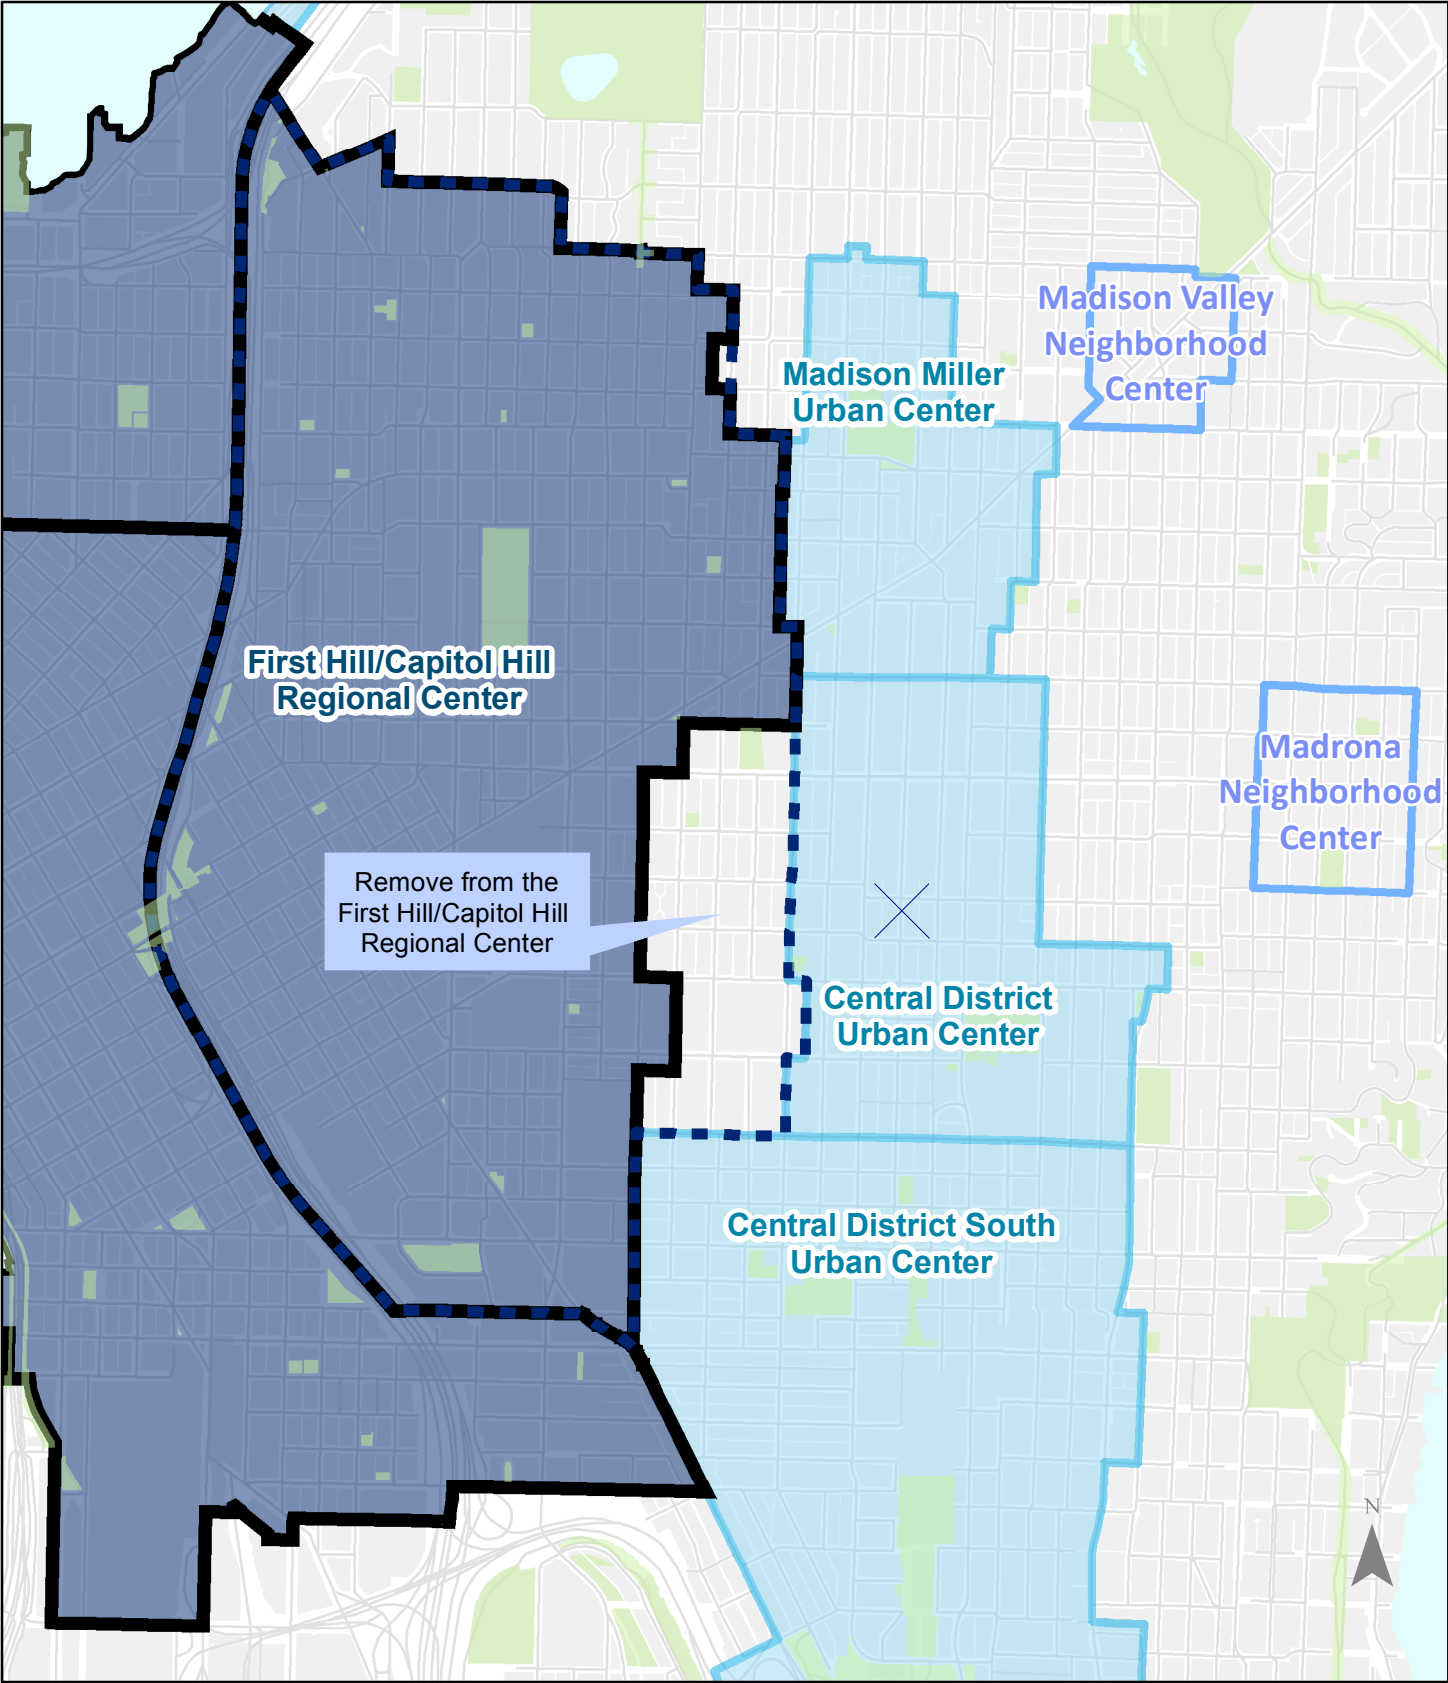 Madison Valley
Neighborhood
Center
Madison Miller
Urban Center
First Hill/Capitol Hill
Regional Center
Madrona
Neighborhood
Center
Remove from the
First Hill/Capitol Hill
Regional Center
Central District
Urban Center
Central District South
Urban Center
N